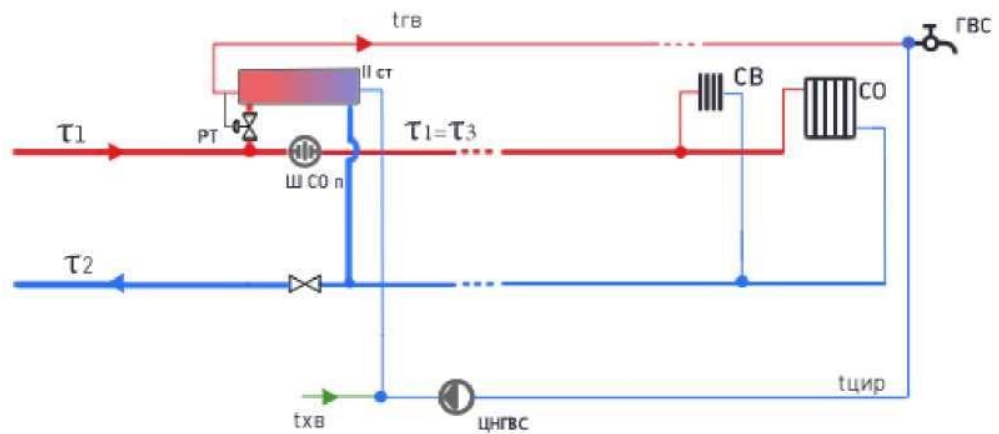 tгв
ГВС
II ст
СВ
СО
РТ
τ1
τ1=τ3
Ш СО п
τ2
tцир
tхв
ЦНГВС